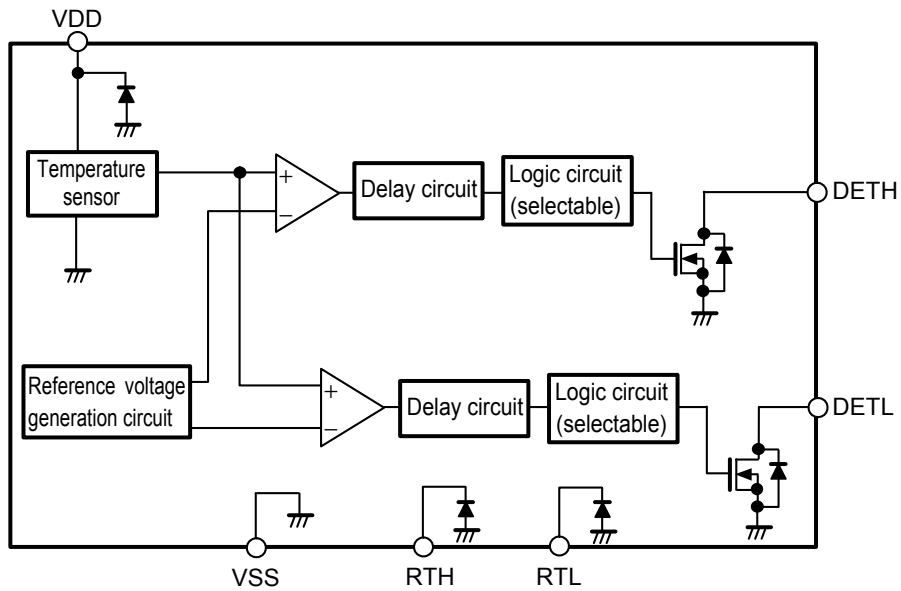 VDD
Temperature
sensor
+
−
Delay circuit
Logic circuit
(selectable)
DETH
Reference voltage
generation circuit
+
−
Delay circuit
Logic circuit
(selectable)
DETL
VSS
RTH
RTL